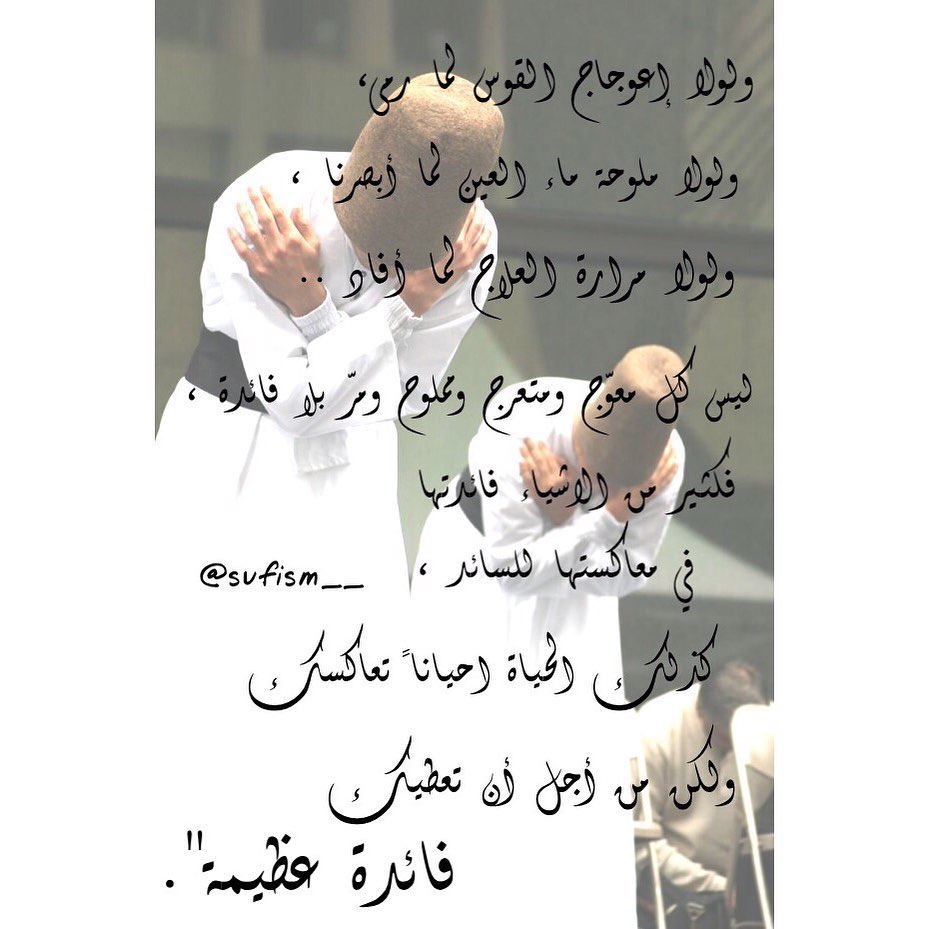 ولولا إعوجاج القوس لما رمى،
ولولا ملوحة ماء العين لما أبصرنا ،
ولولا مرارة العلاج لما أفاد ..
ليس كل معوّج ومتعرج ومملوح ومرّ بلا فائدة ،
فكثير من الاشياء فائدتها
في معاكستها للسائد ،
@sufism__
كذلك الحياة احياناً تعاكسك
ولكن من أجل أن تعطيك
فائدة عظيمة".